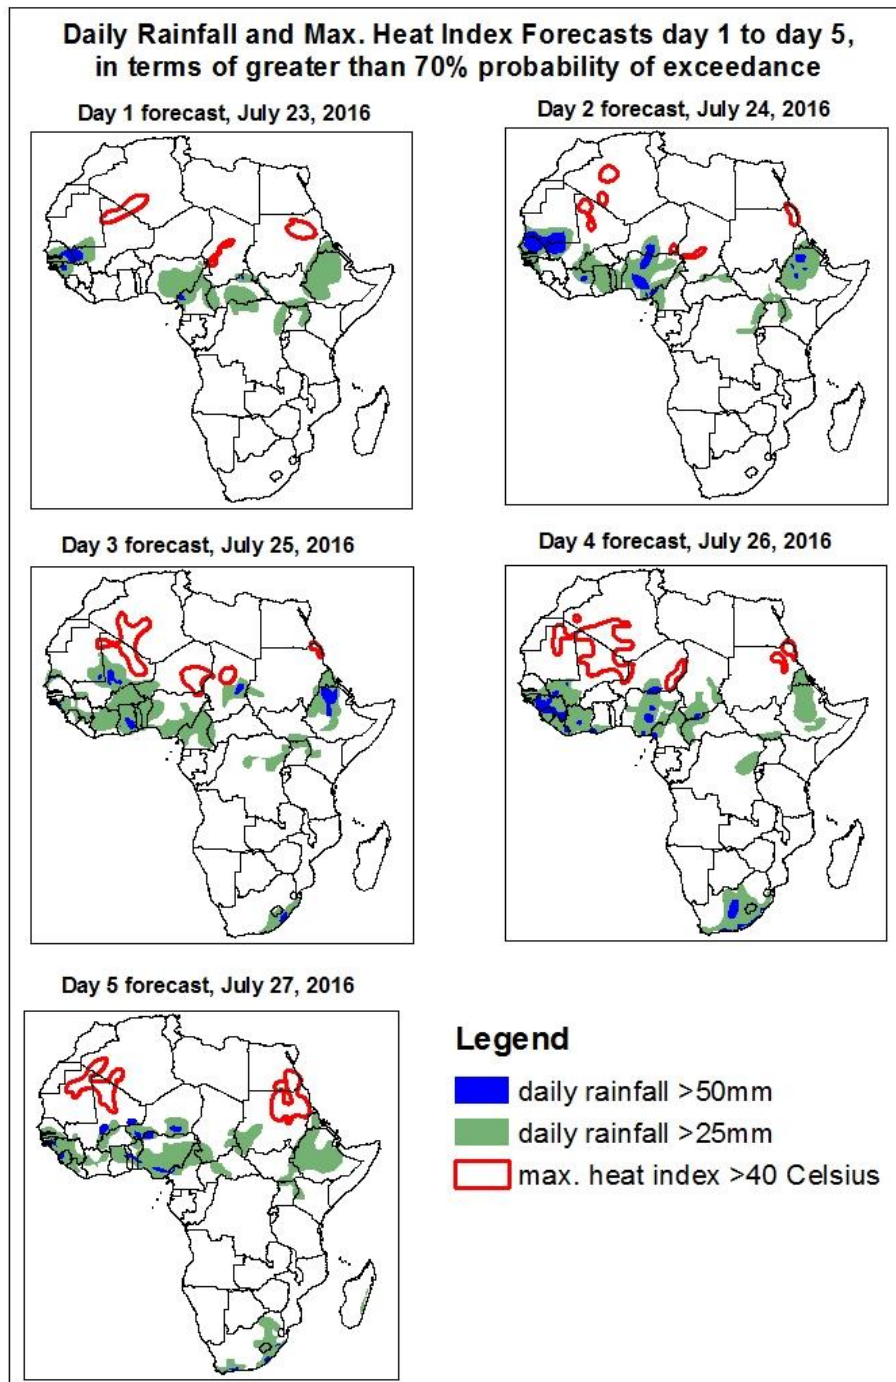 Daily Rainfall and Max. Heat Index Forecasts day 1 to day 5,
in terms of greater than 70% probability of exceedance
Day 1 forecast, July 23, 2016
Day 2 forecast, July 24, 2016
Day 3 forecast, July 25, 2016
Day 4 forecast, July 26, 2016
Day 5 forecast, July 27, 2016
Legend
daily rainfall >50mm
daily rainfall >25mm
max. heat index >40 Celsius